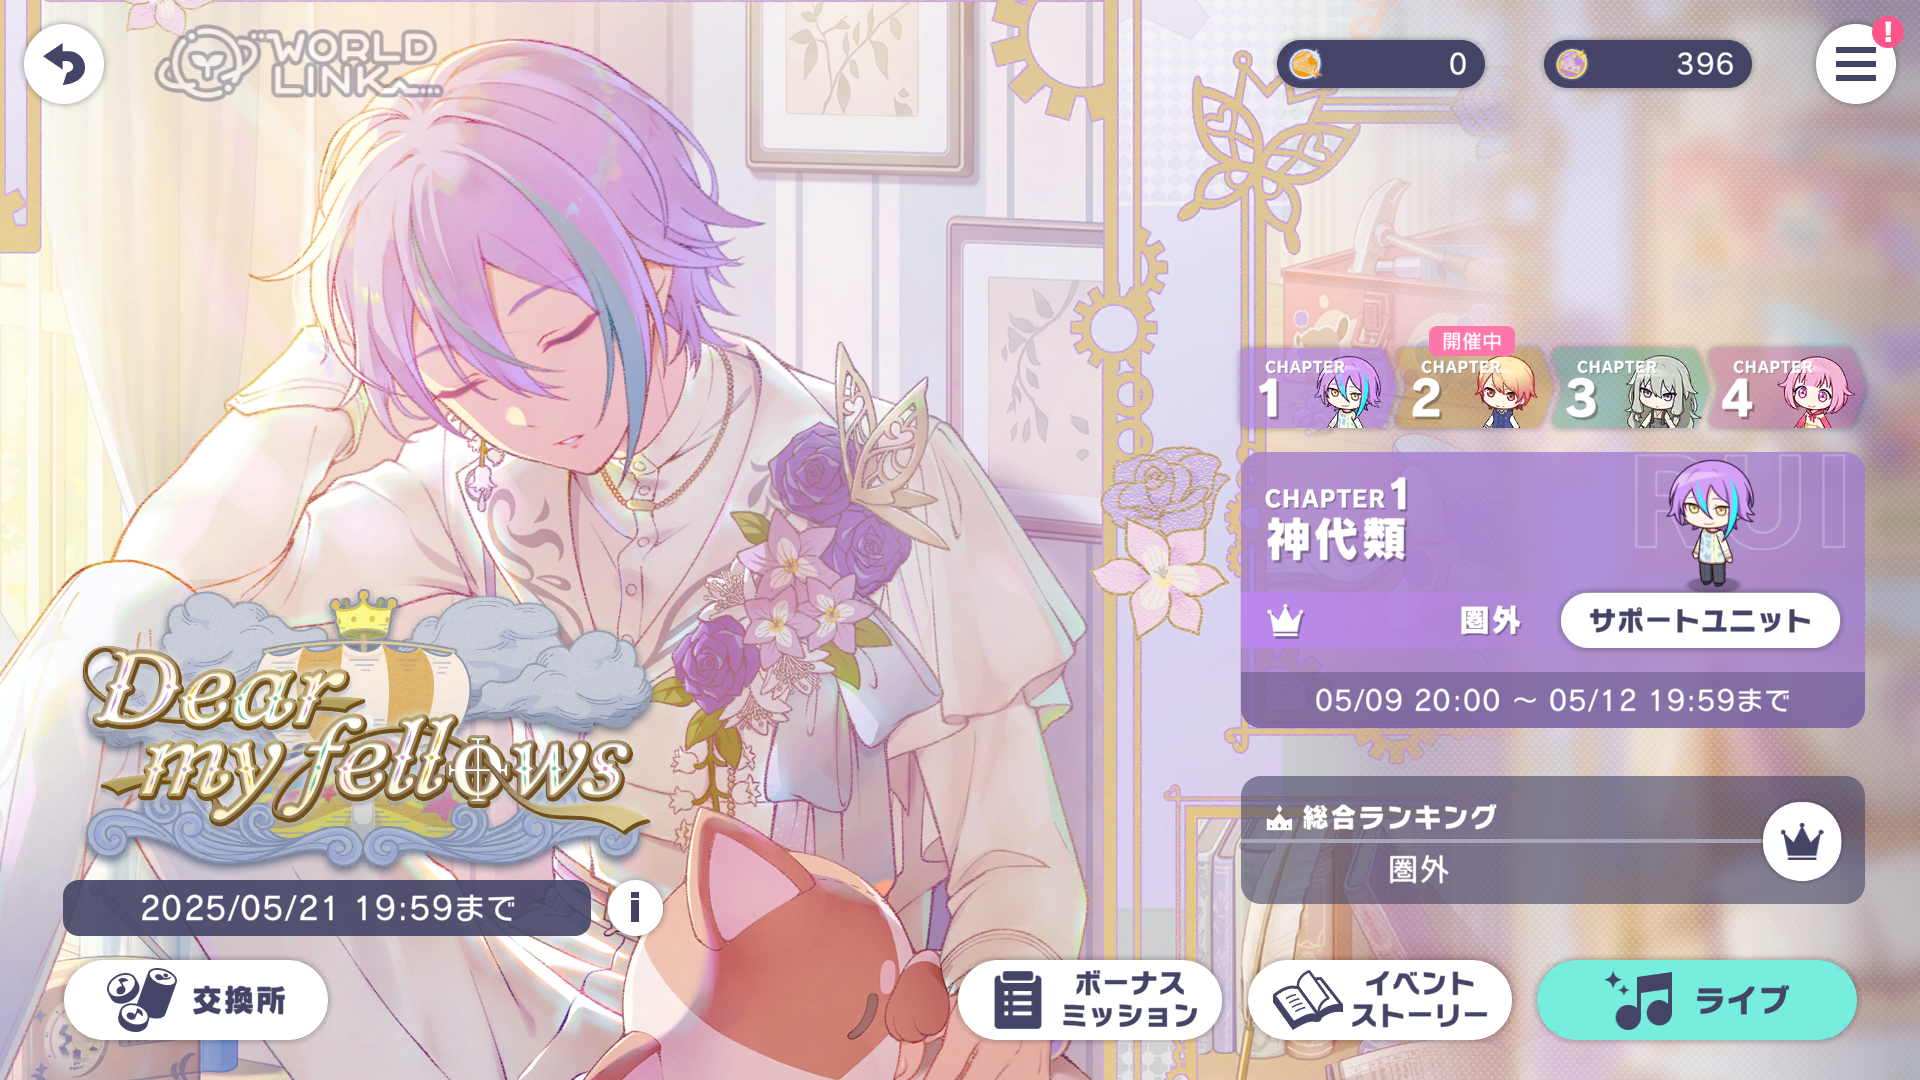 WORLD
LINK
0
396
!
開催中
CHAPTER
1
CHAPTER
2
CHAPTER
3
CHAPTER
4
RUI
CHAPTER 1
神代類
圏外
サポートユニット
05/09 20:00 ～ 05/12 19:59まで
Dear
my fellows
総合ランキング
圏外
2025/05/21 19:59まで
i
交換所
ボーナス
ミッション
イベント
ストーリー
ライブ